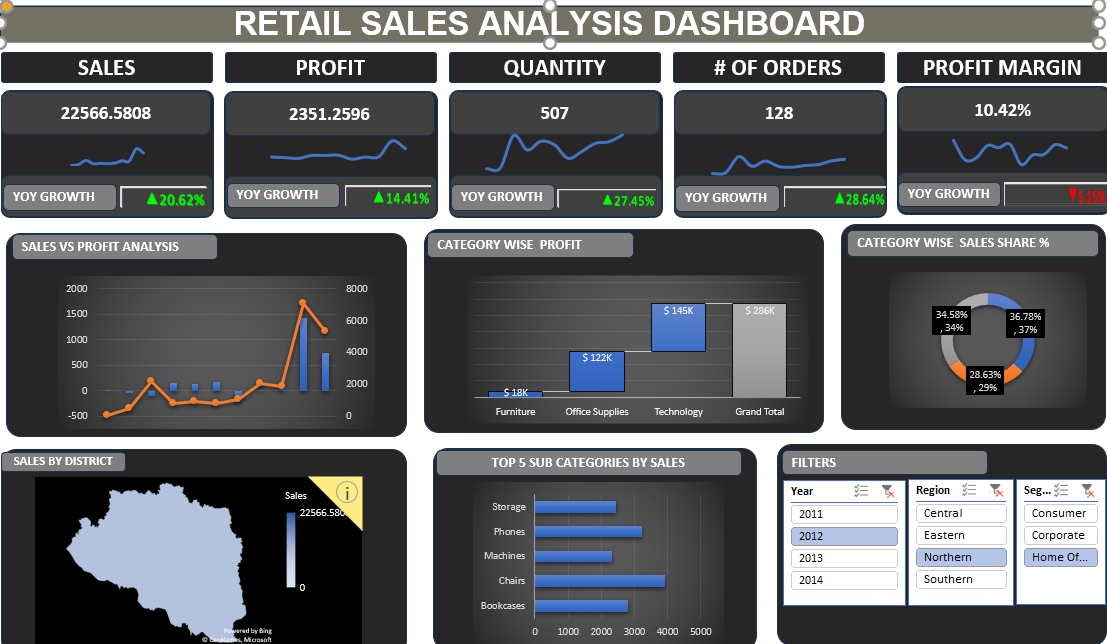 RETAIL SALES ANALYSIS DASHBOARD
SALES
PROFIT
QUANTITY
# OF ORDERS
PROFIT MARGIN
22566.5808
2351.2596
507
128
10.42%
YOY GROWTH
▲20.62%
YOY GROWTH
▲14.41%
YOY GROWTH
▲27.45%
YOY GROWTH
▲28.64%
YOY GROWTH
▼5.15%
SALES VS PROFIT ANALYSIS
2000
1500
1000
500
0
-500
8000
6000
4000
2000
0
CATEGORY WISE  PROFIT
$ 18K
$ 122K
$ 145K
$ 286K
Furniture
Office Supplies
Technology
Grand Total
CATEGORY WISE  SALES SHARE %
34.58%
, 34%
36.78%
, 37%
28.63%
, 29%
SALES BY DISTRICT
Sales
22566.580
0
Powered by Bing
© GeoNames, Microsoft
TOP 5 SUB CATEGORIES BY SALES
Storage
Phones
Machines
Chairs
Bookcases
0
1000
2000
3000
4000
5000
FILTERS
Year
2011
2012
2013
2014
Region
Central
Eastern
Northern
Southern
Seg...
Consumer
Corporate
Home Of...